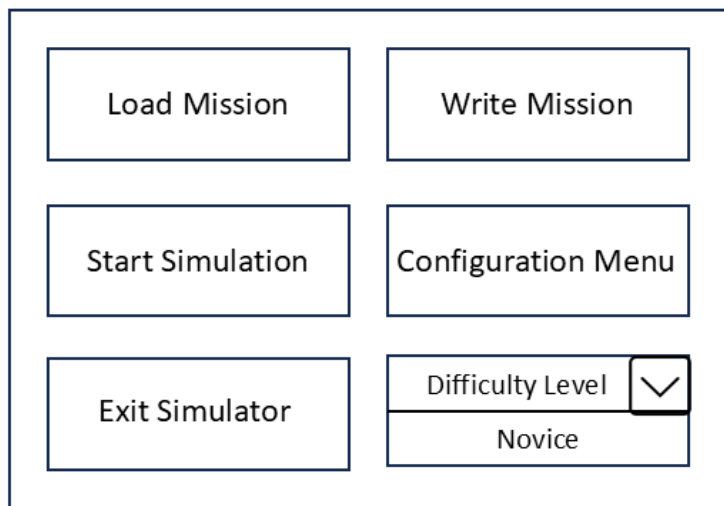 Load Mission
Write Mission
Start Simulation
Configuration Menu
Exit Simulator
Difficulty Level
Novice